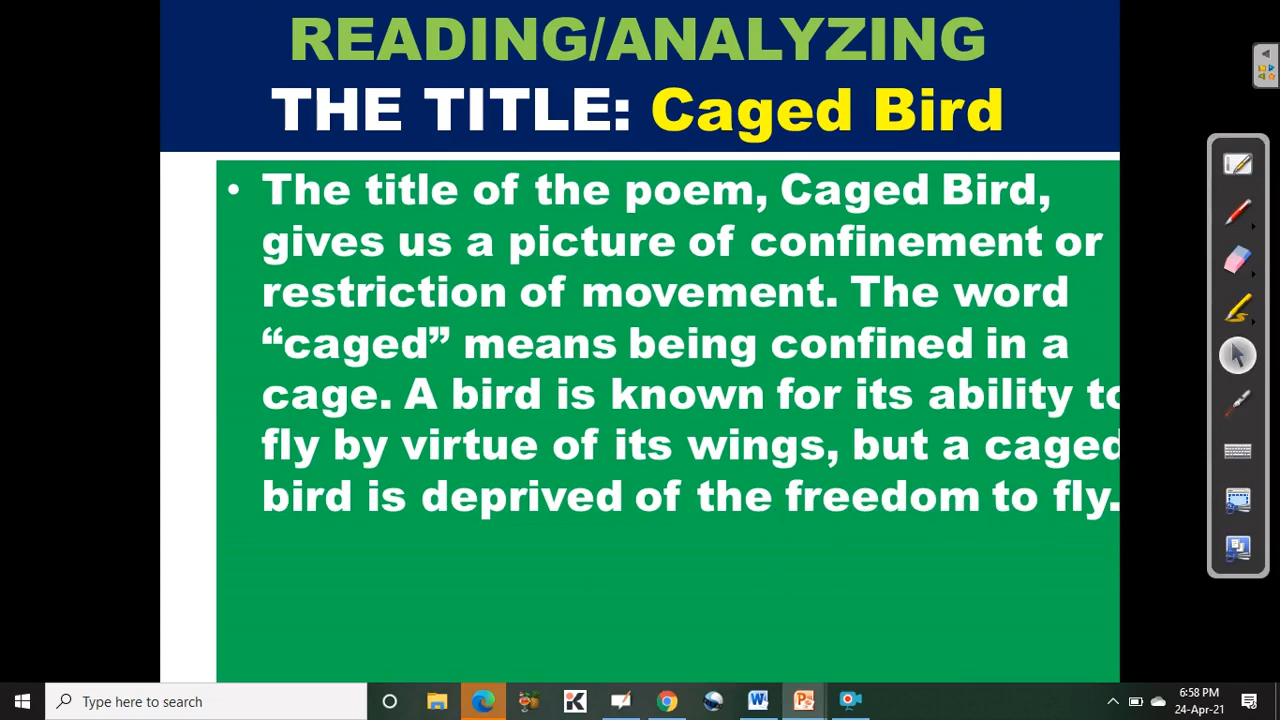 READING/ANALYZING
THE TITLE: Caged Bird
• The title of the poem, Caged Bird,
gives us a picture of confinement or
restriction of movement. The word
“caged” means being confined in a
cage. A bird is known for its ability to
fly by virtue of its wings, but a caged
bird is deprived of the freedom to fly.
Type here to search
6:58 PM
24-Apr-21